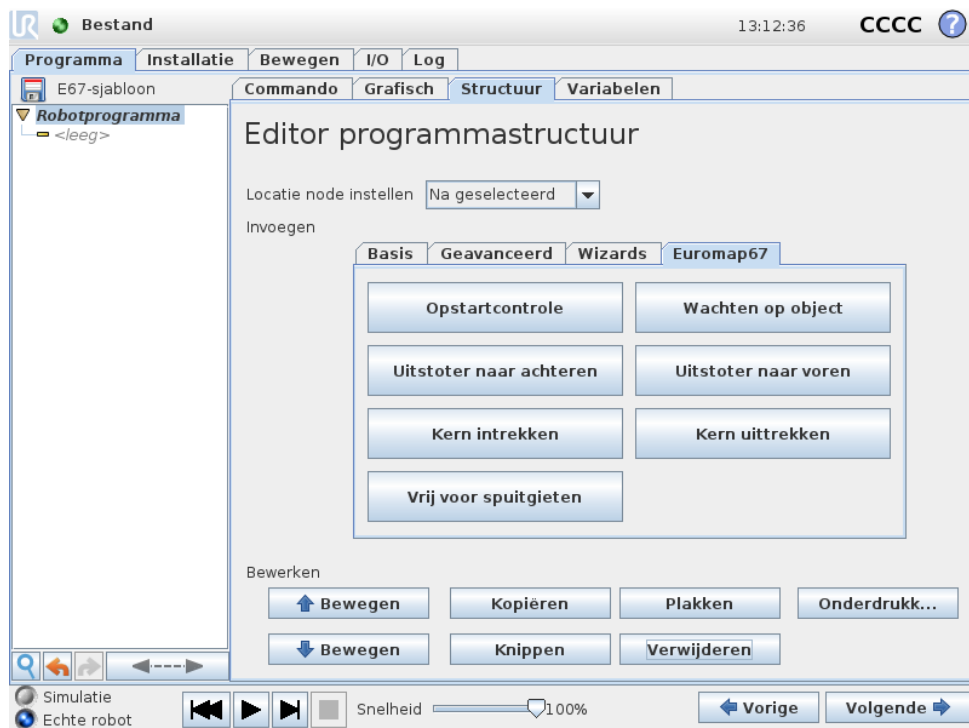 UR Bestand 13:12:36 CCCC ?
Programma Installatie Bewegen I/O Log
E67-sjabloon Commando Grafisch Structuur Variabelen
Robotprogramma
<leeg>
Editor programmastructuur
Locatie node instellen Na geselecteerd
Invoegen
Basis Geavanceerd Wizards Euromap67
Opstartcontrole Wachten op object
Uitstoter naar achteren Uitstoter naar voren
Kern intrekken Kern uittrekken
Vrij voor spuitgieten
Bewerken
Bewegen Kopiëren Plakken Onderdrukk...
Bewegen Knippen Verwijderen
Simulatie
Echte robot
Snelheid 100% Vorige Volgende